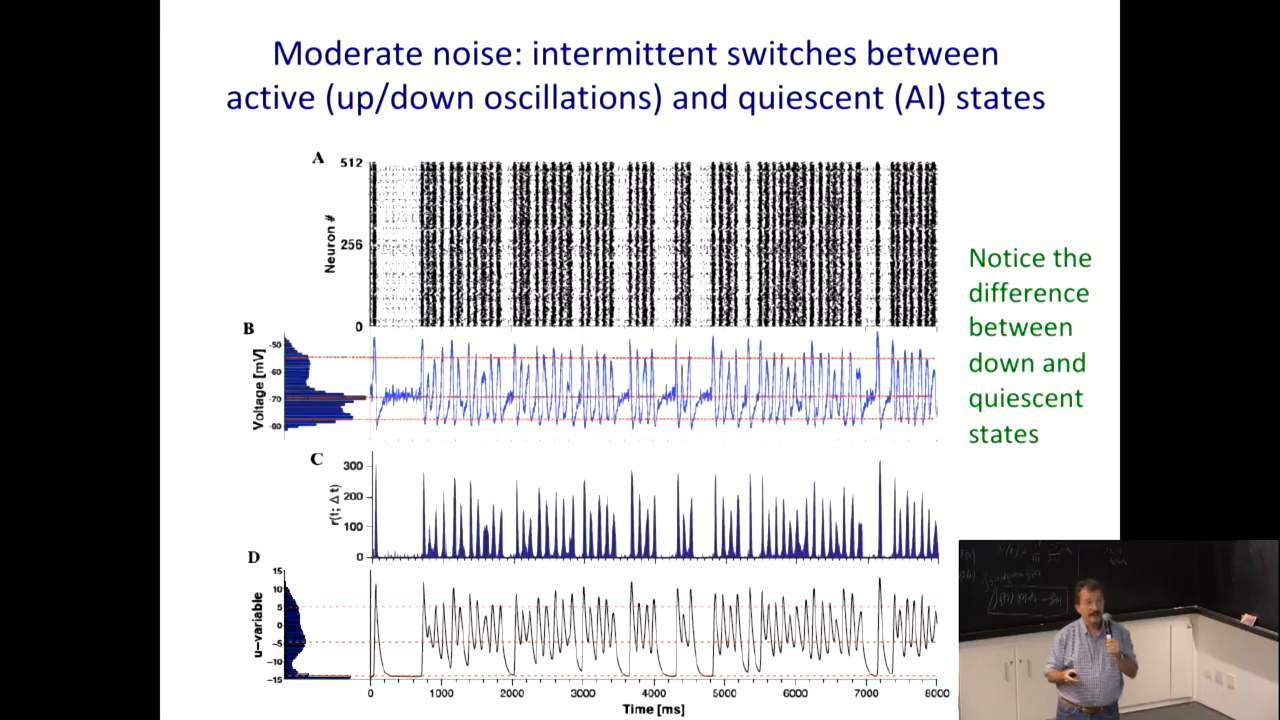 Moderate noise: intermittent switches between
active (up/down oscillations) and quiescent (AI) states
A
512
256
0
Neuron #
B
-50
-60
-70
-80
Voltage [mV]
C
300
200
100
0
r(t; Δ t)
D
15
10
5
0
-5
-10
-15
u-variable
0 1000 2000 3000 4000 5000 6000 7000 8000
Time [ms]
Notice the
difference
between
down and
quiescent
states